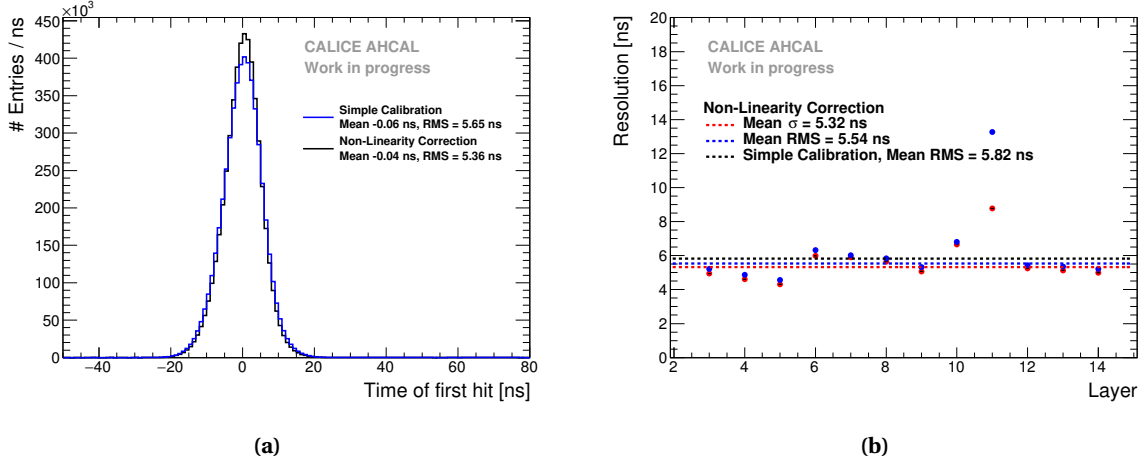 ×10³
450
400
350
300
250
200
150
100
50
0
# Entries / ns
CALICE AHCAL
Work in progress
Simple Calibration
Mean -0.06 ns, RMS = 5.65 ns
Non-Linearity Correction
Mean -0.04 ns, RMS = 5.36 ns
−40 −20 0 20 40 60 80
Time of first hit [ns]
(a)
20
18
16
14
12
10
8
6
4
2
0
Resolution [ns]
CALICE AHCAL
Work in progress
Non-Linearity Correction
Mean σ = 5.32 ns
Mean RMS = 5.54 ns
Simple Calibration, Mean RMS = 5.82 ns
2 4 6 8 10 12 14
Layer
(b)